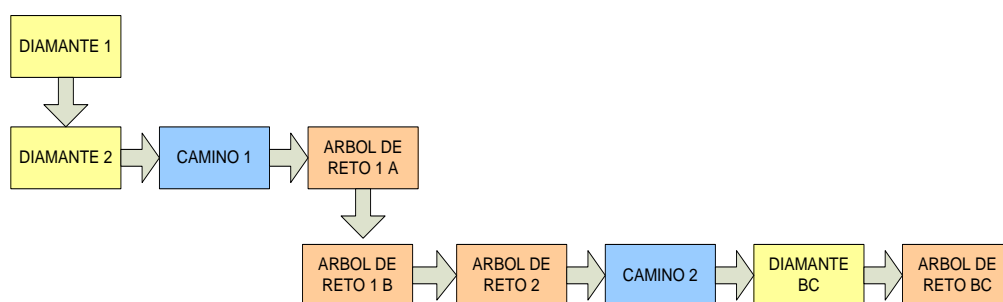 DIAMANTE 1
DIAMANTE 2
CAMINO 1
ARBOL DE
RETO 1 A
ARBOL DE
RETO 1 B
ARBOL DE
RETO 2
CAMINO 2
DIAMANTE
BC
ARBOL DE
RETO BC